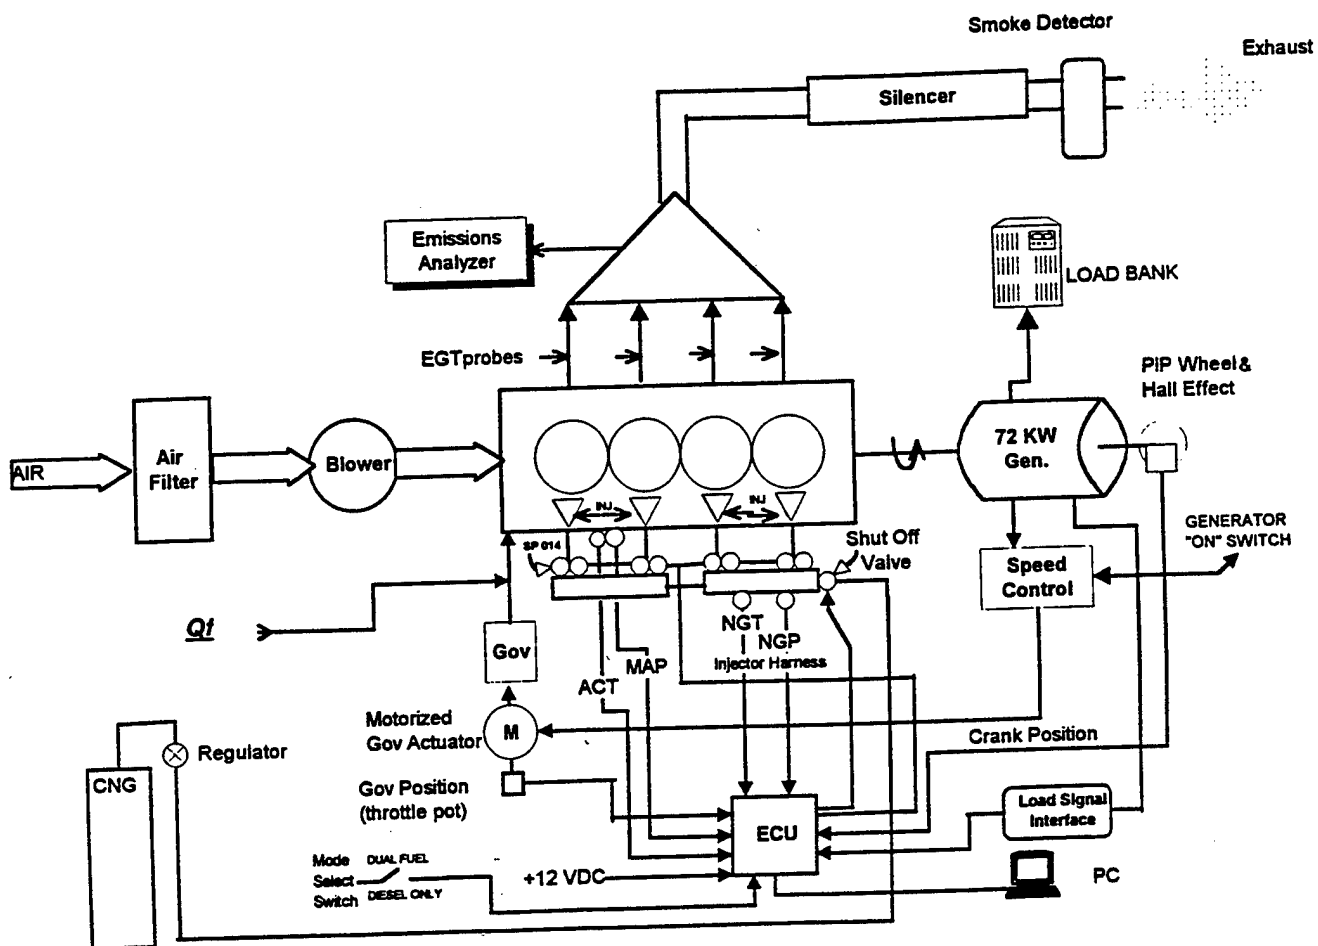 Smoke Detector
Exhaust
Silencer
Emissions
Analyzer
LOAD BANK
EGTprobes
PIP Wheel &
Hall Effect
AIR
Air
Filter
Blower
72 KW
Gen.
INJ
INJ
SP 014
Shut Off
Valve
GENERATOR
"ON" SWITCH
Speed
Control
Qf
Gov
NGT
NGP
MAP
Injector Harness
ACT
Motorized
Gov Actuator
M
Crank Position
Regulator
CNG
Gov Position
(throttle pot)
ECU
Load Signal
Interface
Mode
Select
Switch
DUAL FUEL
DIESEL ONLY
+12 VDC
PC